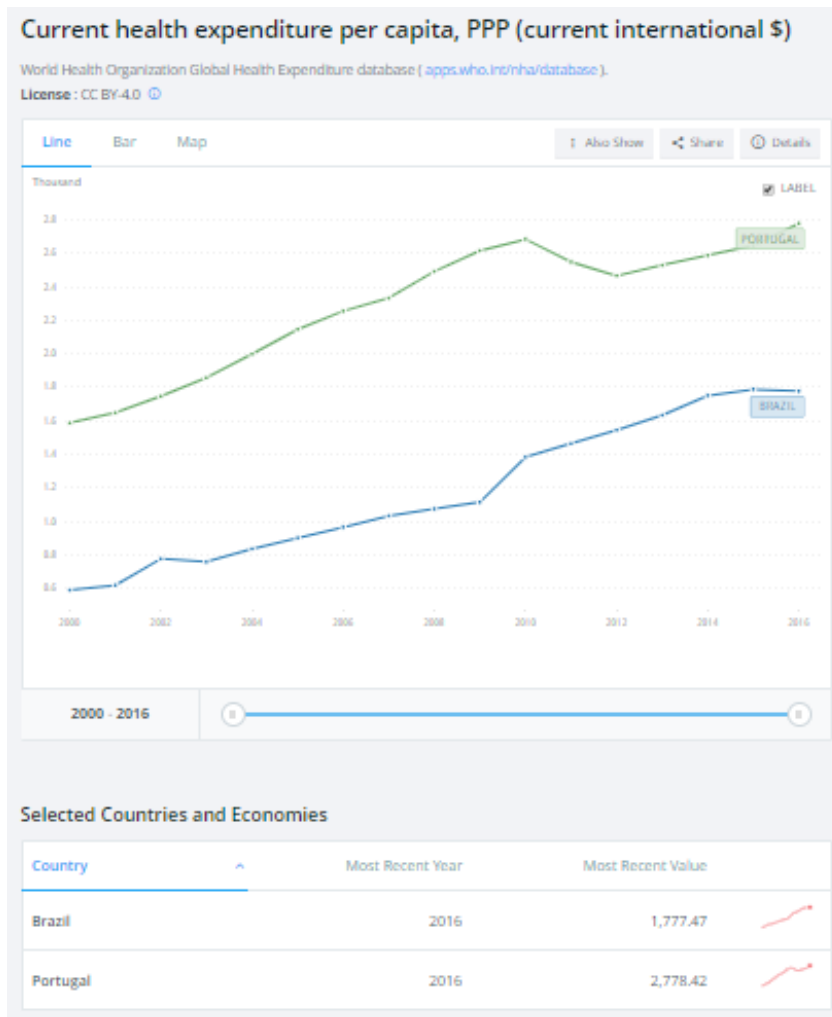 Current health expenditure per capita, PPP (current international $)
World Health Organization Global Health Expenditure database ( apps.who.int/nha/database ).
License : CC BY-4.0
Line Bar Map Also Show Share Details
Thousand
LABEL
2.8
PORTUGAL
2.6
2.4
2.2
2.0
1.8
BRAZIL
1.6
1.4
1.2
1.0
0.8
0.6
2000 2002 2004 2006 2008 2010 2012 2014 2016
2000 - 2016
Selected Countries and Economies
Country Most Recent Year Most Recent Value
Brazil 2016 1,777.47
Portugal 2016 2,778.42